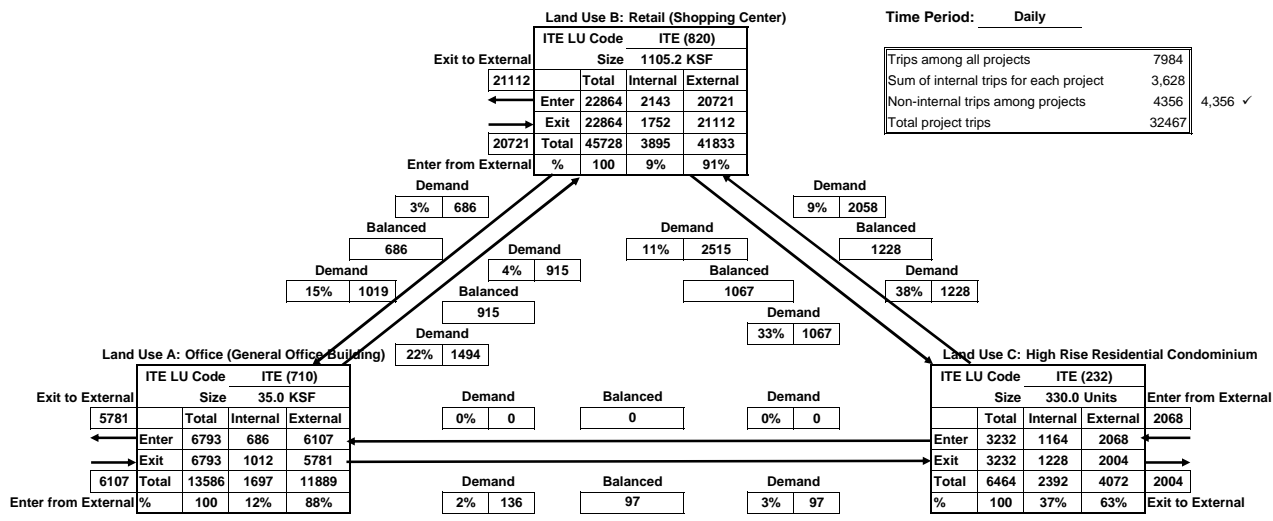 Land Use B: Retail (Shopping Center)
Time Period: Daily
ITE LU Code ITE (820)
Exit to External Size 1105.2 KSF
21112 Total Internal External
Enter 22864 2143 20721
Exit 22864 1752 21112
20721 Total 45728 3895 41833
Enter from External % 100 9% 91%
Trips among all projects 7984
Sum of internal trips for each project 3,628
Non-internal trips among projects 4356 4,356 ✓
Total project trips 32467
Demand
3% 686
Balanced
686
Demand
15% 1019
Demand
4% 915
Balanced
915
Demand
22% 1494
Demand
11% 2515
Balanced
1067
Demand
33% 1067
Demand
9% 2058
Balanced
1228
Demand
38% 1228
Land Use A: Office (General Office Building)
ITE LU Code ITE (710)
Exit to External Size 35.0 KSF
5781 Total Internal External
Enter 6793 686 6107
Exit 6793 1012 5781
6107 Total 13586 1697 11889
Enter from External % 100 12% 88%
Demand Balanced Demand
0% 0 0 0% 0
Demand Balanced Demand
2% 136 97 3% 97
Land Use C: High Rise Residential Condominium
ITE LU Code ITE (232)
Size 330.0 Units Enter from External
Total Internal External 2068
Enter 3232 1164 2068
Exit 3232 1228 2004
Total 6464 2392 4072 2004
% 100 37% 63% Exit to External